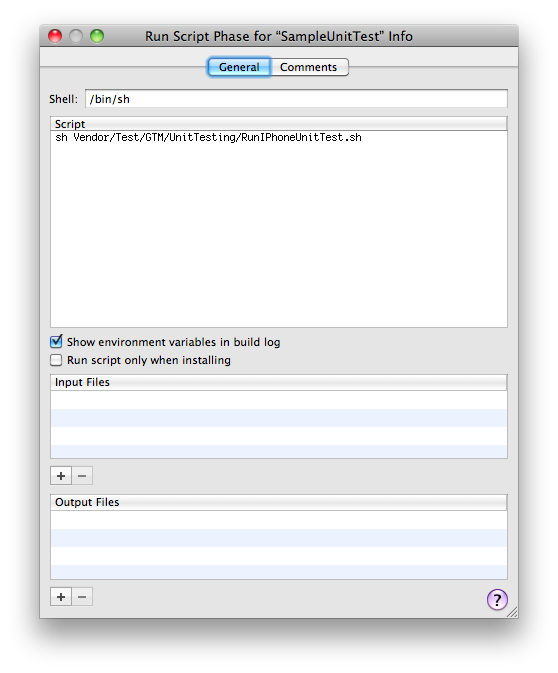 Run Script Phase for “SampleUnitTest” Info
General Comments
Shell: /bin/sh
Script
sh Vendor/Test/GTM/UnitTesting/RunIPhoneUnitTest.sh
Show environment variables in build log
Run script only when installing
Input Files
+ −
Output Files
+ − ?